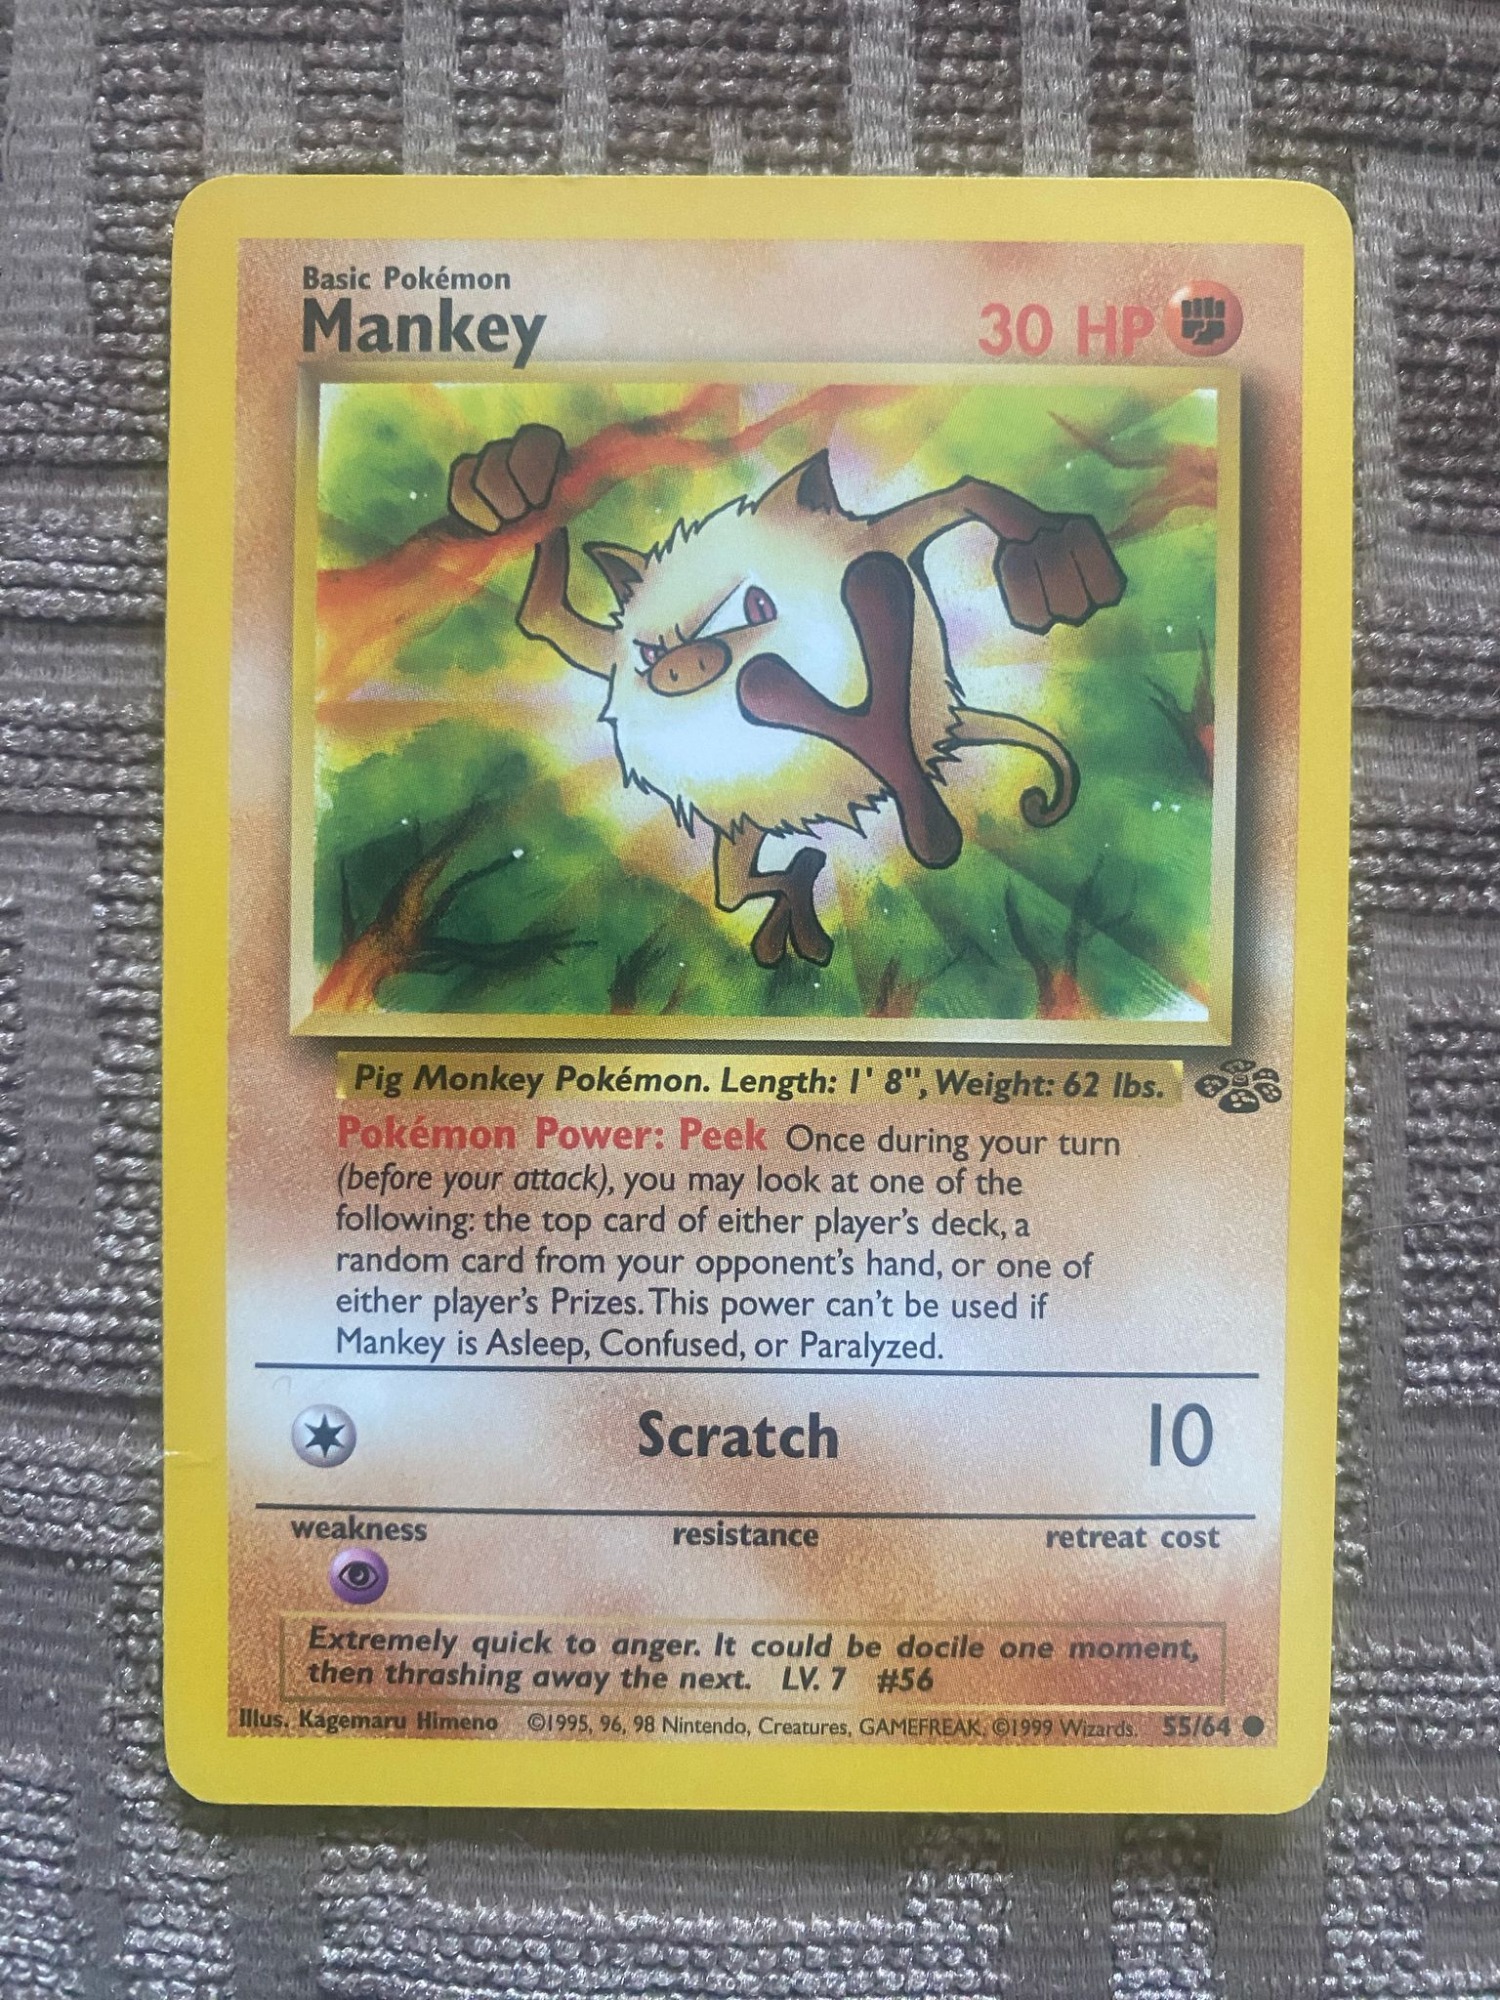 Basic Pokémon
Mankey
30 HP
Pig Monkey Pokémon. Length: 1' 8", Weight: 62 lbs.
Pokémon Power: Peek Once during your turn
(before your attack), you may look at one of the
following: the top card of either player's deck, a
random card from your opponent's hand, or one of
either player's Prizes. This power can't be used if
Mankey is Asleep, Confused, or Paralyzed.
Scratch 10
weakness resistance retreat cost
Extremely quick to anger. It could be docile one moment,
then thrashing away the next. LV. 7 #56
Illus. Kagemaru Himeno ©1995, 96, 98 Nintendo, Creatures, GAMEFREAK. ©1999 Wizards. 55/64